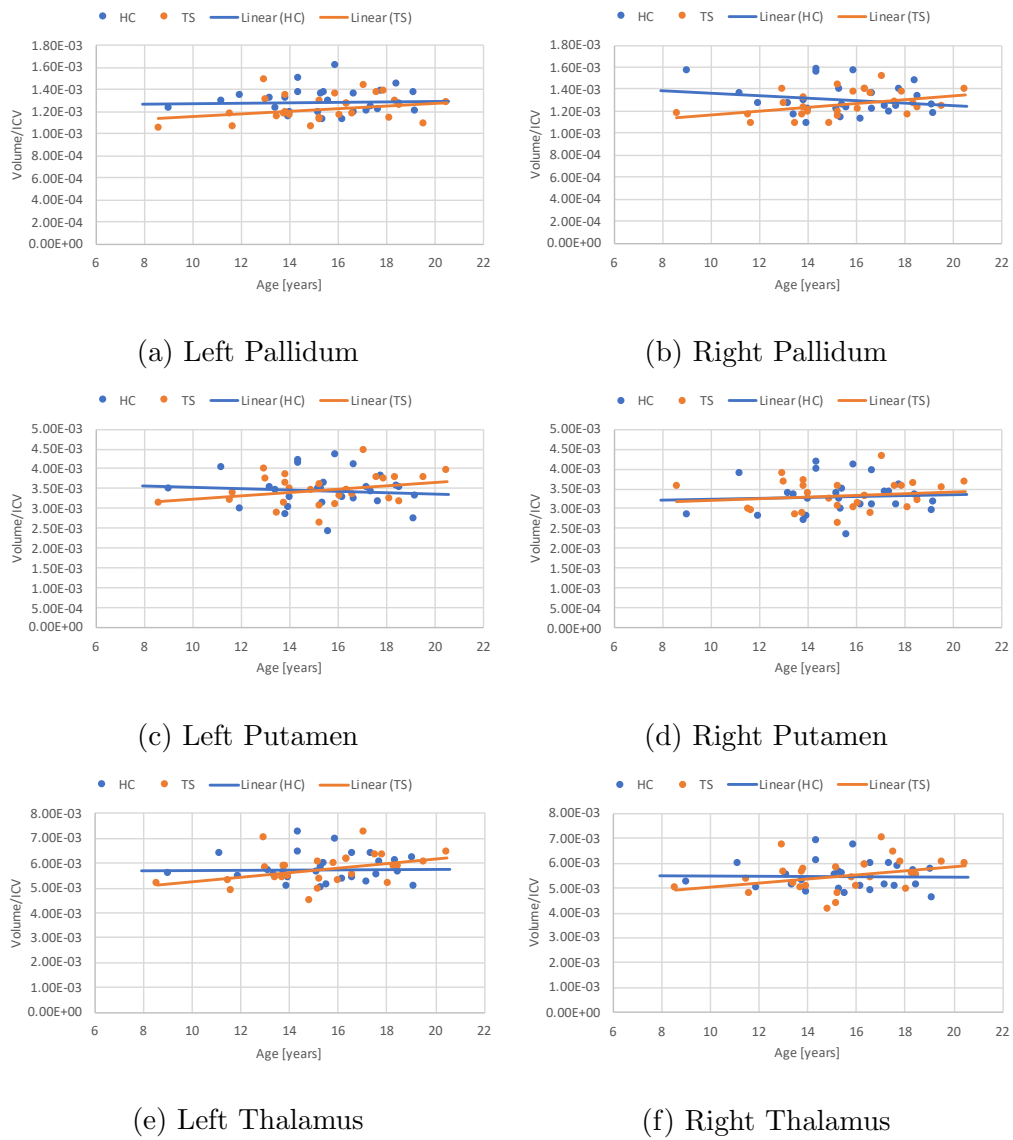 HC TS Linear (HC) Linear (TS)
1.80E-03
1.60E-03
1.40E-03
1.20E-03
1.00E-03
8.00E-04
6.00E-04
4.00E-04
2.00E-04
0.00E+00
Volume/ICV
6 8 10 12 14 16 18 20 22
Age [years]
(a) Left Pallidum
HC TS Linear (HC) Linear (TS)
1.80E-03
1.60E-03
1.40E-03
1.20E-03
1.00E-03
8.00E-04
6.00E-04
4.00E-04
2.00E-04
0.00E+00
Volume/ICV
6 8 10 12 14 16 18 20 22
Age [years]
(b) Right Pallidum
HC TS Linear (HC) Linear (TS)
5.00E-03
4.50E-03
4.00E-03
3.50E-03
3.00E-03
2.50E-03
2.00E-03
1.50E-03
1.00E-03
5.00E-04
0.00E+00
Volume/ICV
6 8 10 12 14 16 18 20 22
Age [years]
(c) Left Putamen
HC TS Linear (HC) Linear (TS)
5.00E-03
4.50E-03
4.00E-03
3.50E-03
3.00E-03
2.50E-03
2.00E-03
1.50E-03
1.00E-03
5.00E-04
0.00E+00
Volume/ICV
6 8 10 12 14 16 18 20 22
Age [years]
(d) Right Putamen
HC TS Linear (HC) Linear (TS)
8.00E-03
7.00E-03
6.00E-03
5.00E-03
4.00E-03
3.00E-03
2.00E-03
1.00E-03
0.00E+00
Volume/ICV
6 8 10 12 14 16 18 20 22
Age [years]
(e) Left Thalamus
HC TS Linear (HC) Linear (TS)
8.00E-03
7.00E-03
6.00E-03
5.00E-03
4.00E-03
3.00E-03
2.00E-03
1.00E-03
0.00E+00
Volume/ICV
6 8 10 12 14 16 18 20 22
Age [years]
(f) Right Thalamus